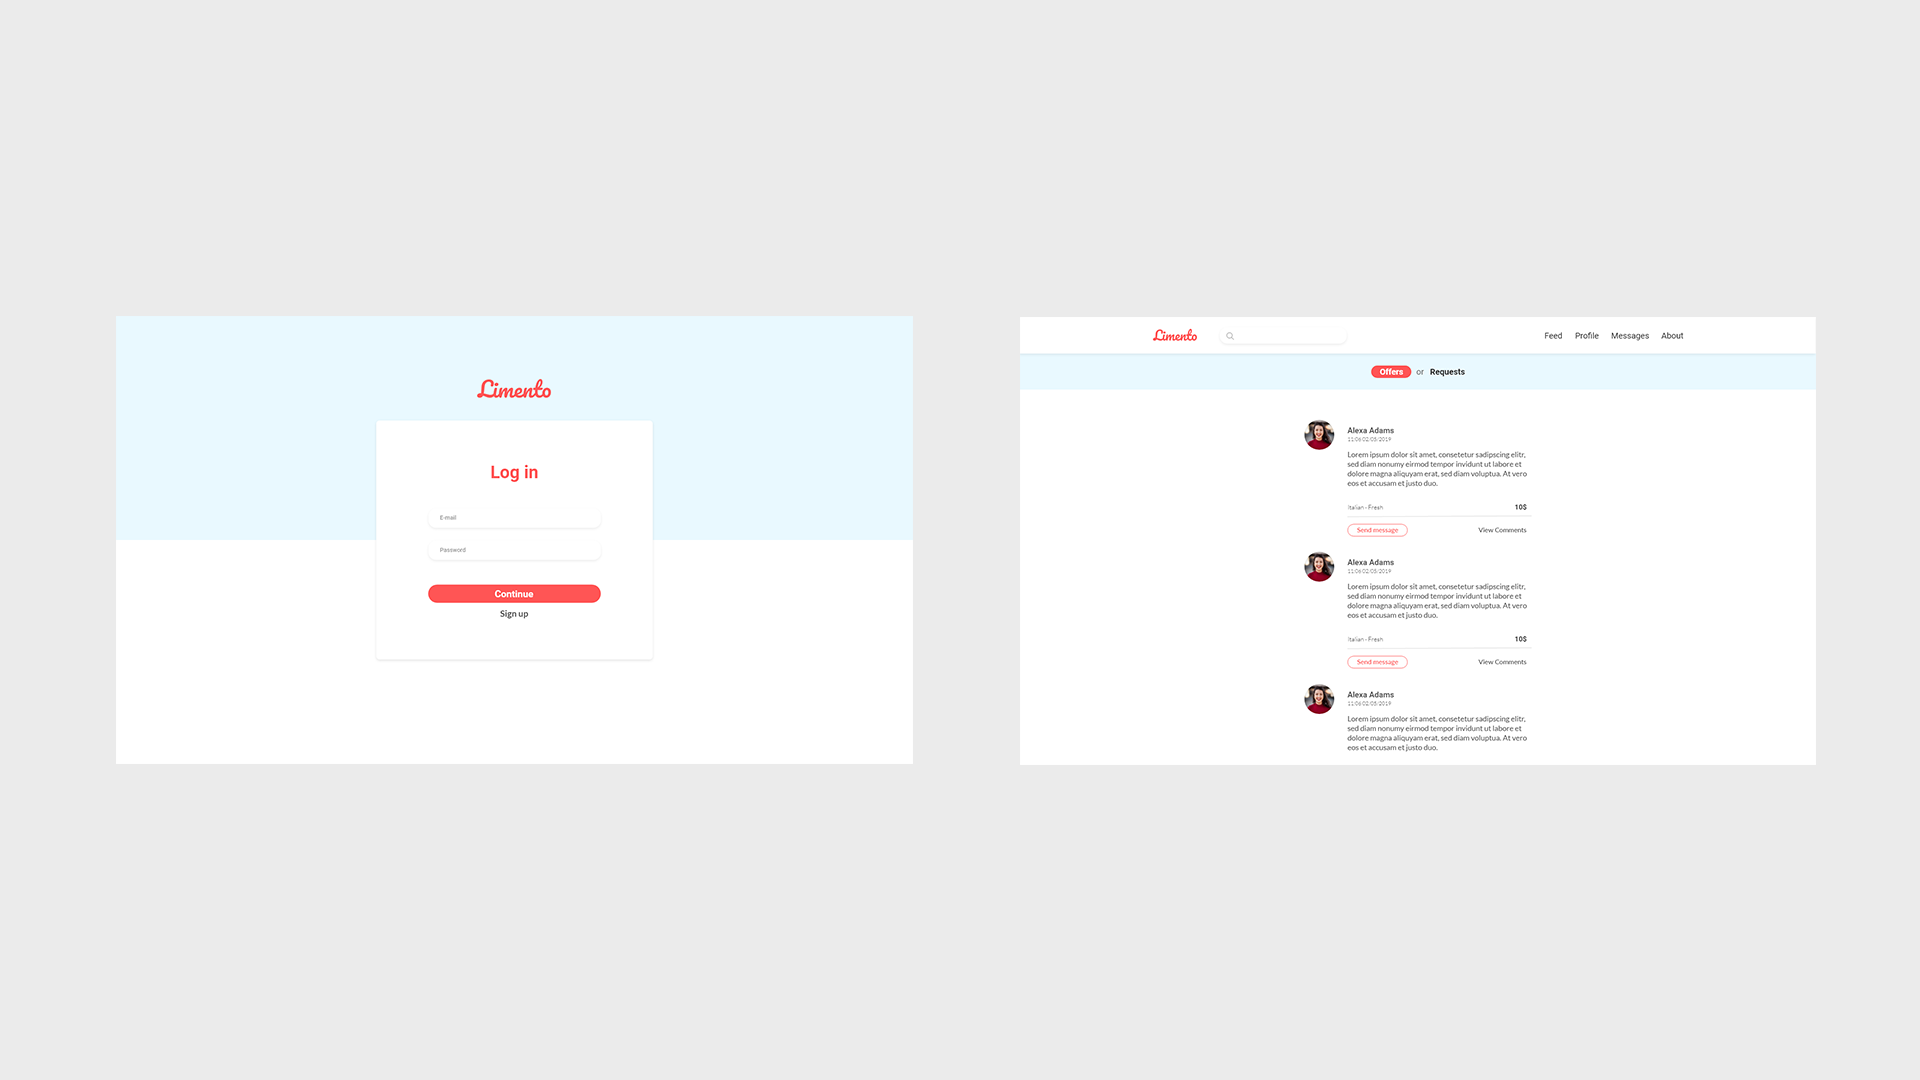 Limento
Log in
E-mail
Password
Continue
Sign up
Limento
Feed Profile Messages About
Offers or Requests
Alexa Adams
11:06 02/05/2019
Lorem ipsum dolor sit amet, consetetur sadipscing elitr,
sed diam nonumy eirmod tempor invidunt ut labore et
dolore magna aliquyam erat, sed diam voluptua. At vero
eos et accusam et justo duo.
Italian - Fresh 10$
Send message View Comments
Alexa Adams
11:06 02/05/2019
Lorem ipsum dolor sit amet, consetetur sadipscing elitr,
sed diam nonumy eirmod tempor invidunt ut labore et
dolore magna aliquyam erat, sed diam voluptua. At vero
eos et accusam et justo duo.
Italian - Fresh 10$
Send message View Comments
Alexa Adams
11:06 02/05/2019
Lorem ipsum dolor sit amet, consetetur sadipscing elitr,
sed diam nonumy eirmod tempor invidunt ut labore et
dolore magna aliquyam erat, sed diam voluptua. At vero
eos et accusam et justo duo.